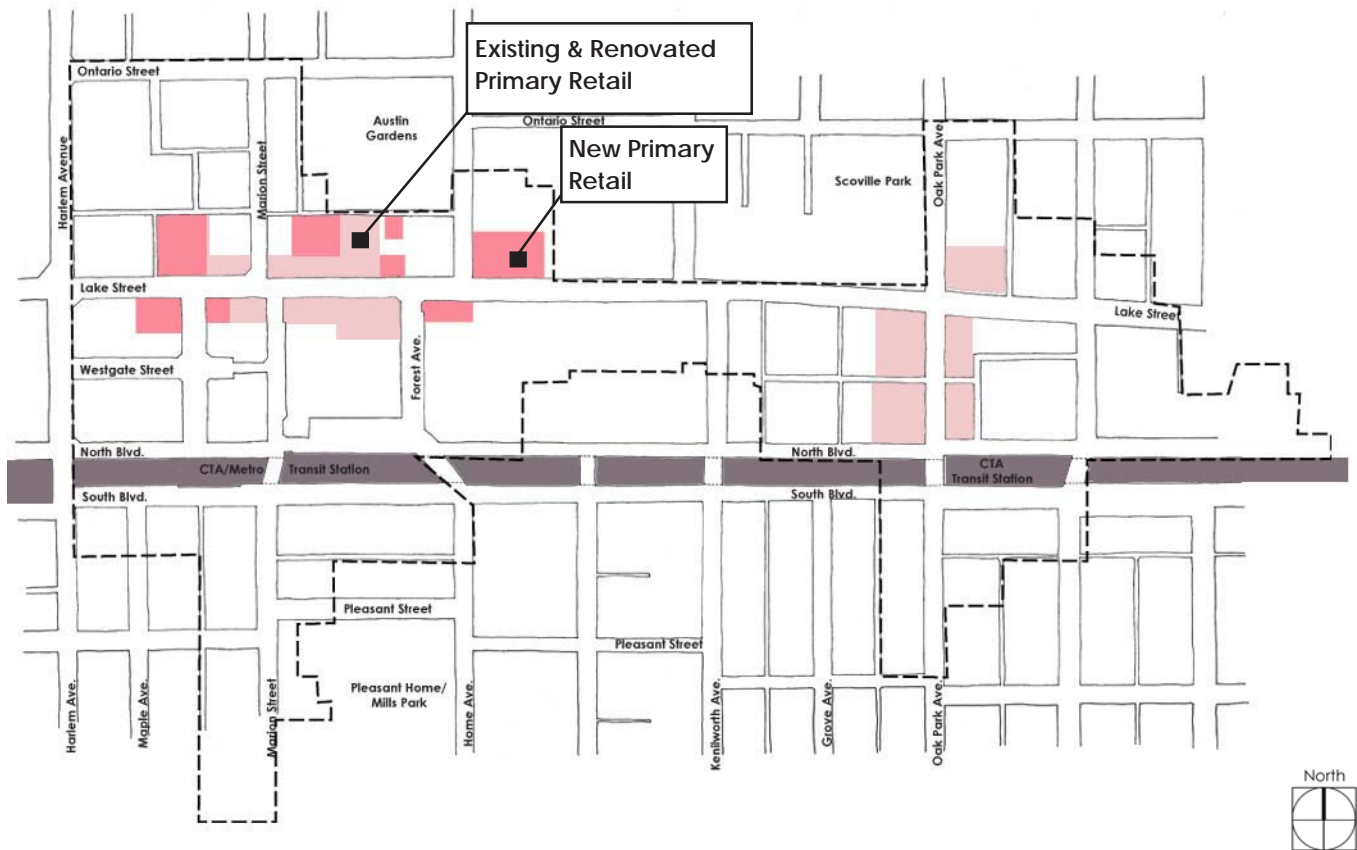 Existing & Renovated
Primary Retail
Ontario Street
Austin
Gardens
Ontario Street
New Primary
Retail
Harlem Avenue
Marion Street
Scoville Park
Oak Park Ave.
Lake Street
Lake Street
Westgate Street
Forest Ave.
North Blvd.
North Blvd.
CTA/Metro
Transit Station
CTA
Transit Station
South Blvd.
South Blvd.
Pleasant Street
Pleasant Street
Pleasant Home/
Mills Park
Harlem Ave.
Maple Ave.
Marion Street
Home Ave.
Kenilworth Ave.
Grove Ave.
Oak Park Ave.
North